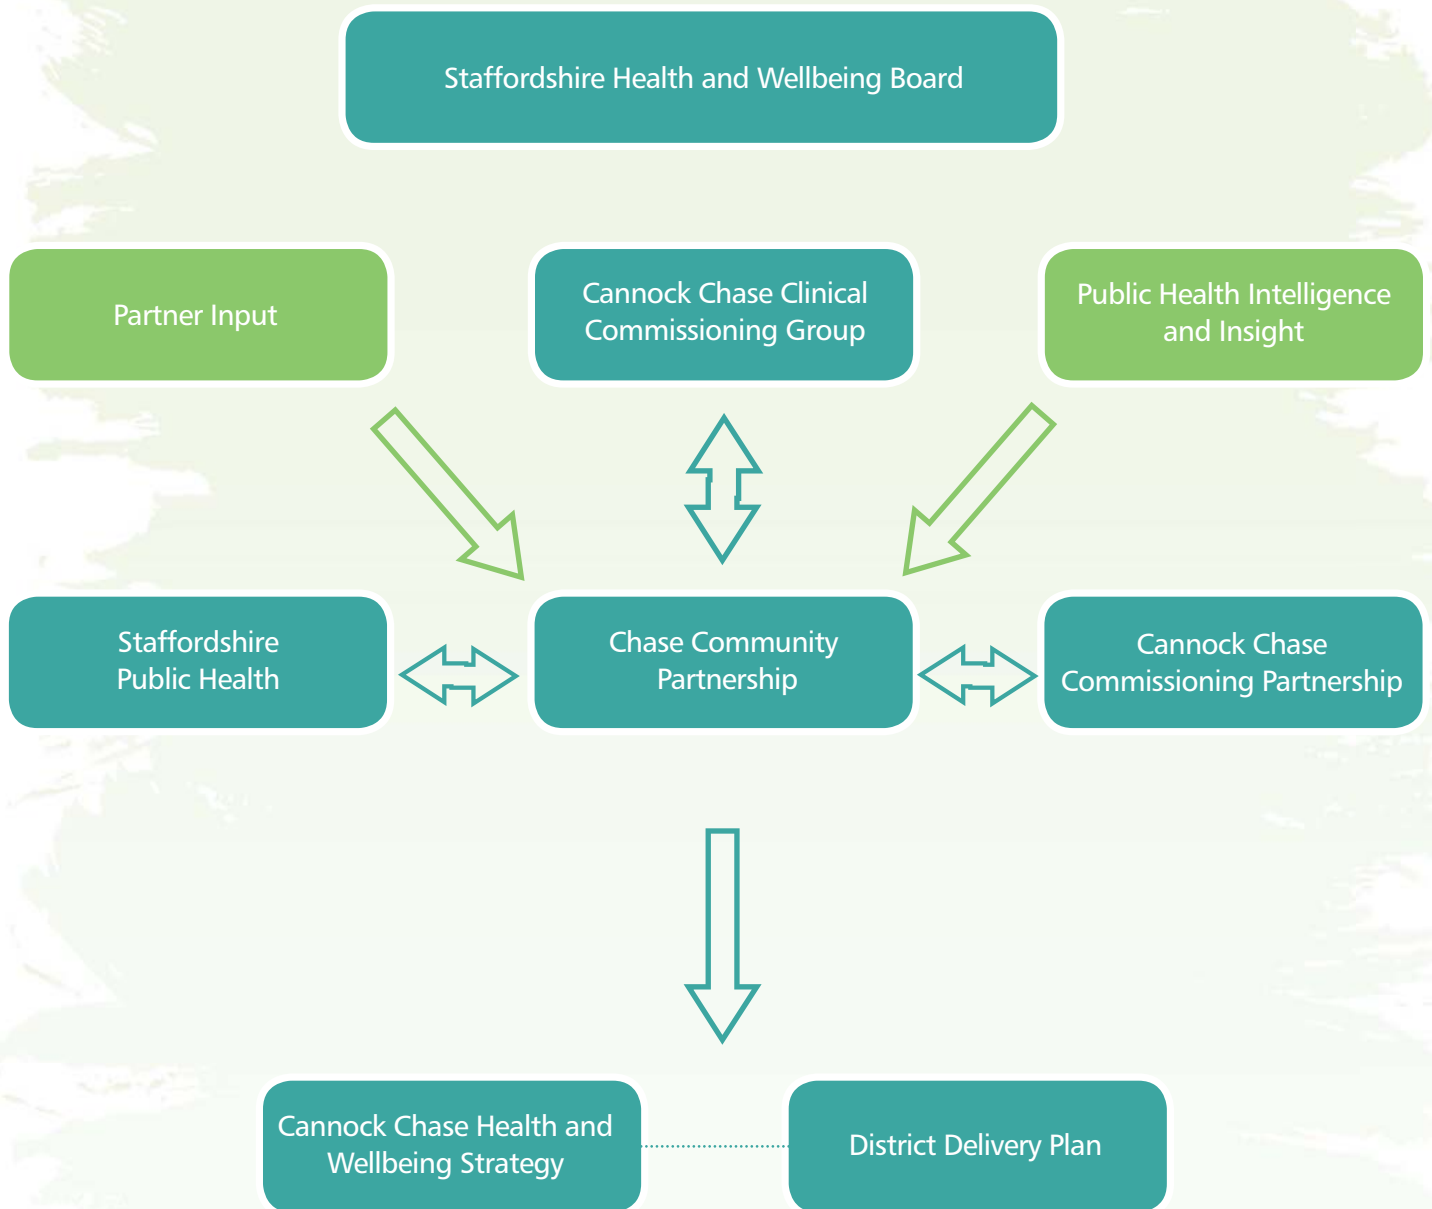 Staffordshire Health and Wellbeing Board
Partner Input
Cannock Chase Clinical
Commissioning Group
Public Health Intelligence
and Insight
Staffordshire
Public Health
Chase Community
Partnership
Cannock Chase
Commissioning Partnership
Cannock Chase Health and
Wellbeing Strategy
District Delivery Plan